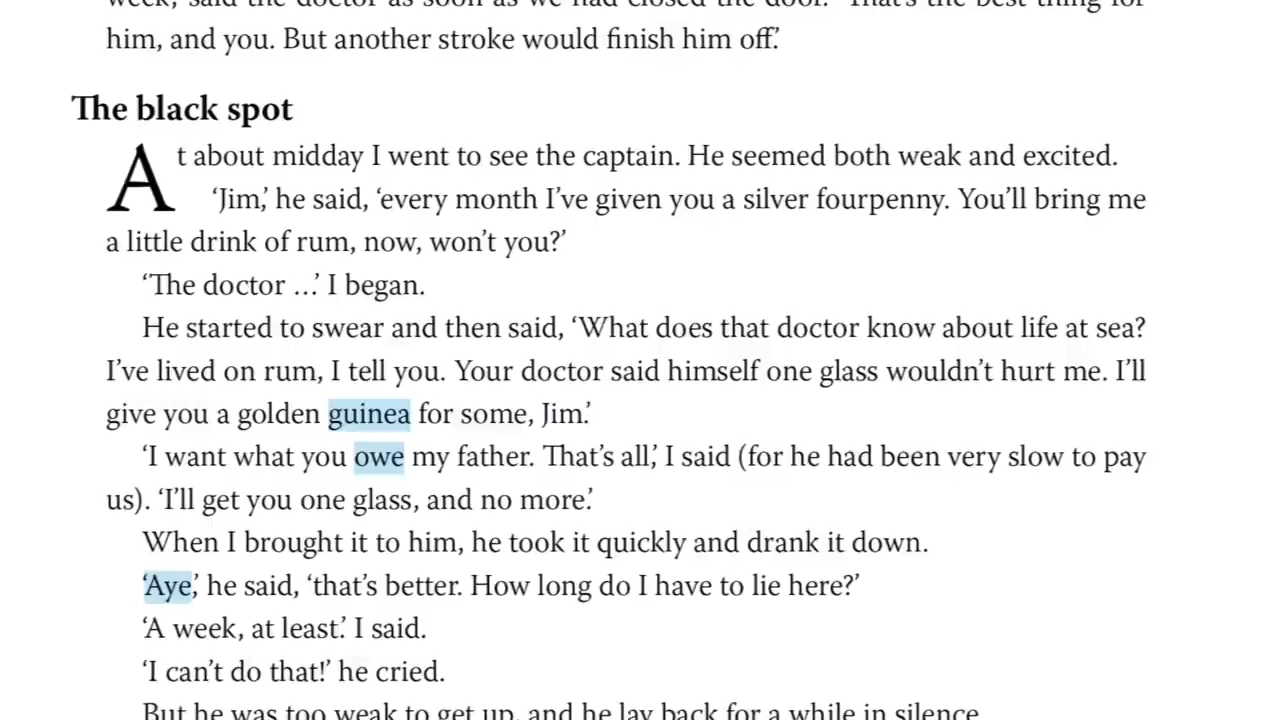 week,’ said the doctor as soon as we had closed the door. ‘That’s the best thing for
him, and you. But another stroke would finish him off.’
The black spot
At about midday I went to see the captain. He seemed both weak and excited.
‘Jim,’ he said, ‘every month I’ve given you a silver fourpenny. You’ll bring me
a little drink of rum, now, won’t you?’
‘The doctor …’ I began.
He started to swear and then said, ‘What does that doctor know about life at sea?
I’ve lived on rum, I tell you. Your doctor said himself one glass wouldn’t hurt me. I’ll
give you a golden guinea for some, Jim.’
‘I want what you owe my father. That’s all,’ I said (for he had been very slow to pay
us). ‘I’ll get you one glass, and no more.’
When I brought it to him, he took it quickly and drank it down.
‘Aye,’ he said, ‘that’s better. How long do I have to lie here?’
‘A week, at least.’ I said.
‘I can’t do that!’ he cried.
But he was too weak to get up, and he lay back for a while in silence